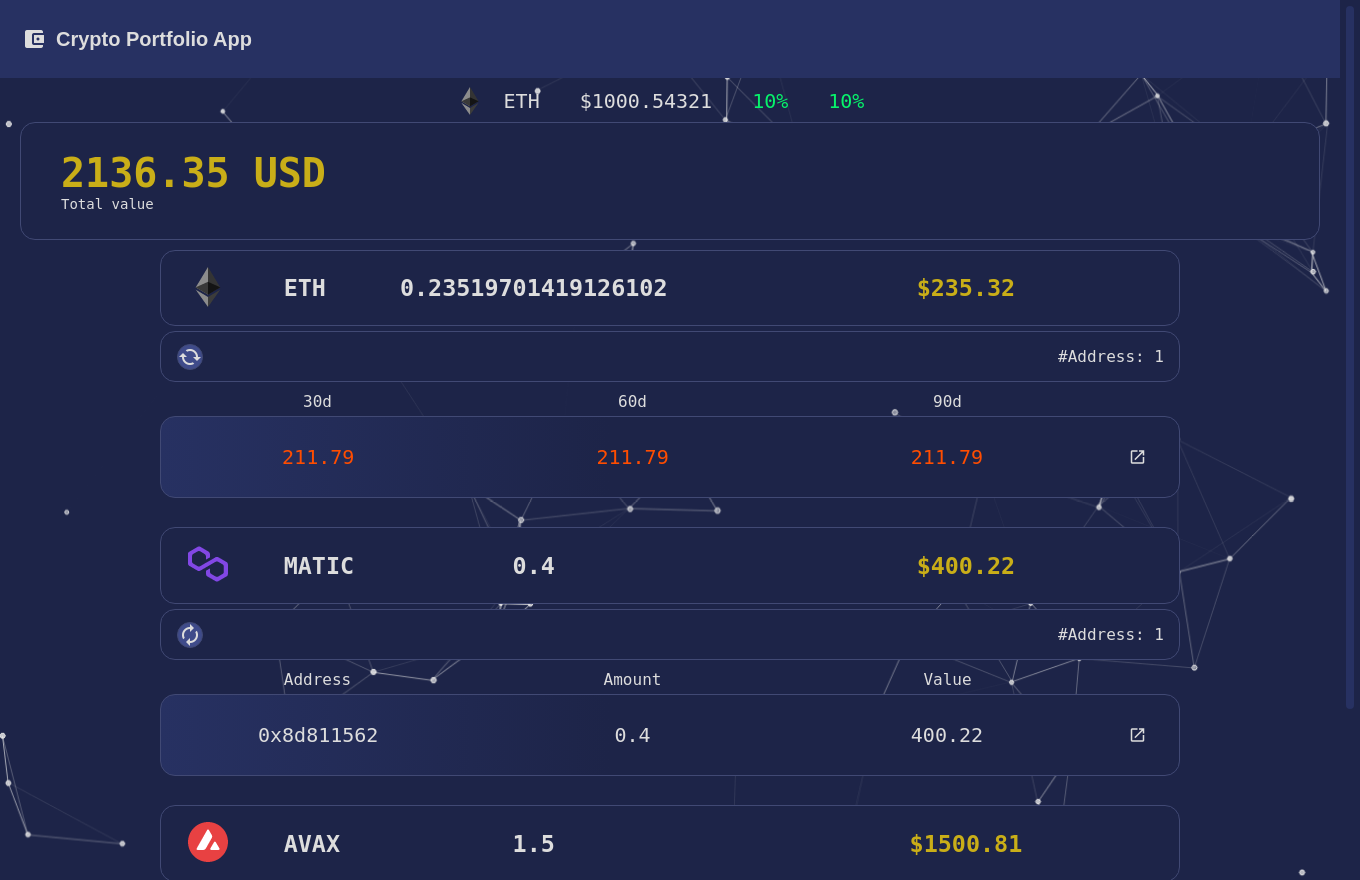 Crypto Portfolio App
ETH $1000.54321 10% 10%
2136.35 USD
Total value
ETH 0.23519701419126102 $235.32
#Address: 1
30d 60d 90d
211.79 211.79 211.79
MATIC 0.4 $400.22
#Address: 1
Address Amount Value
0x8d811562 0.4 400.22
AVAX 1.5 $1500.81